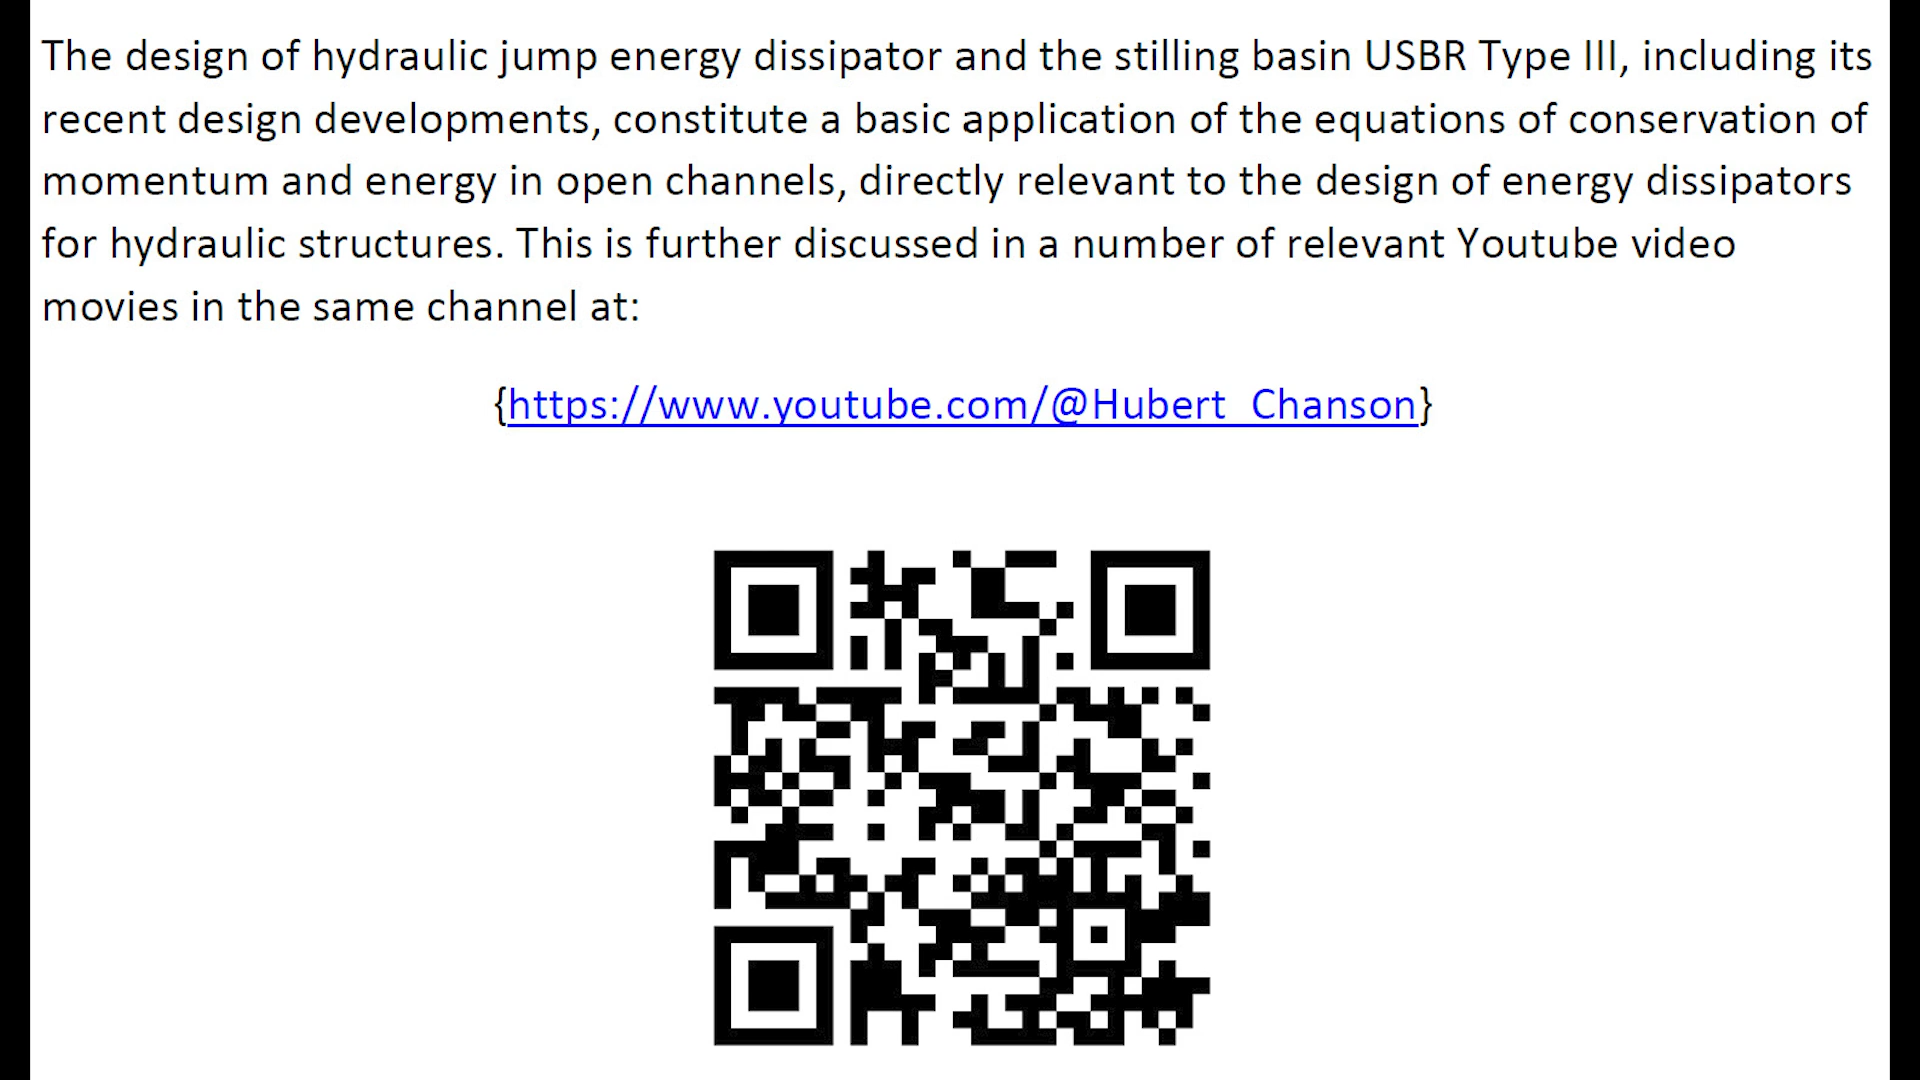 The design of hydraulic jump energy dissipator and the stilling basin USBR Type III, including its
recent design developments, constitute a basic application of the equations of conservation of
momentum and energy in open channels, directly relevant to the design of energy dissipators
for hydraulic structures. This is further discussed in a number of relevant Youtube video
movies in the same channel at:
{https://www.youtube.com/@Hubert_Chanson}